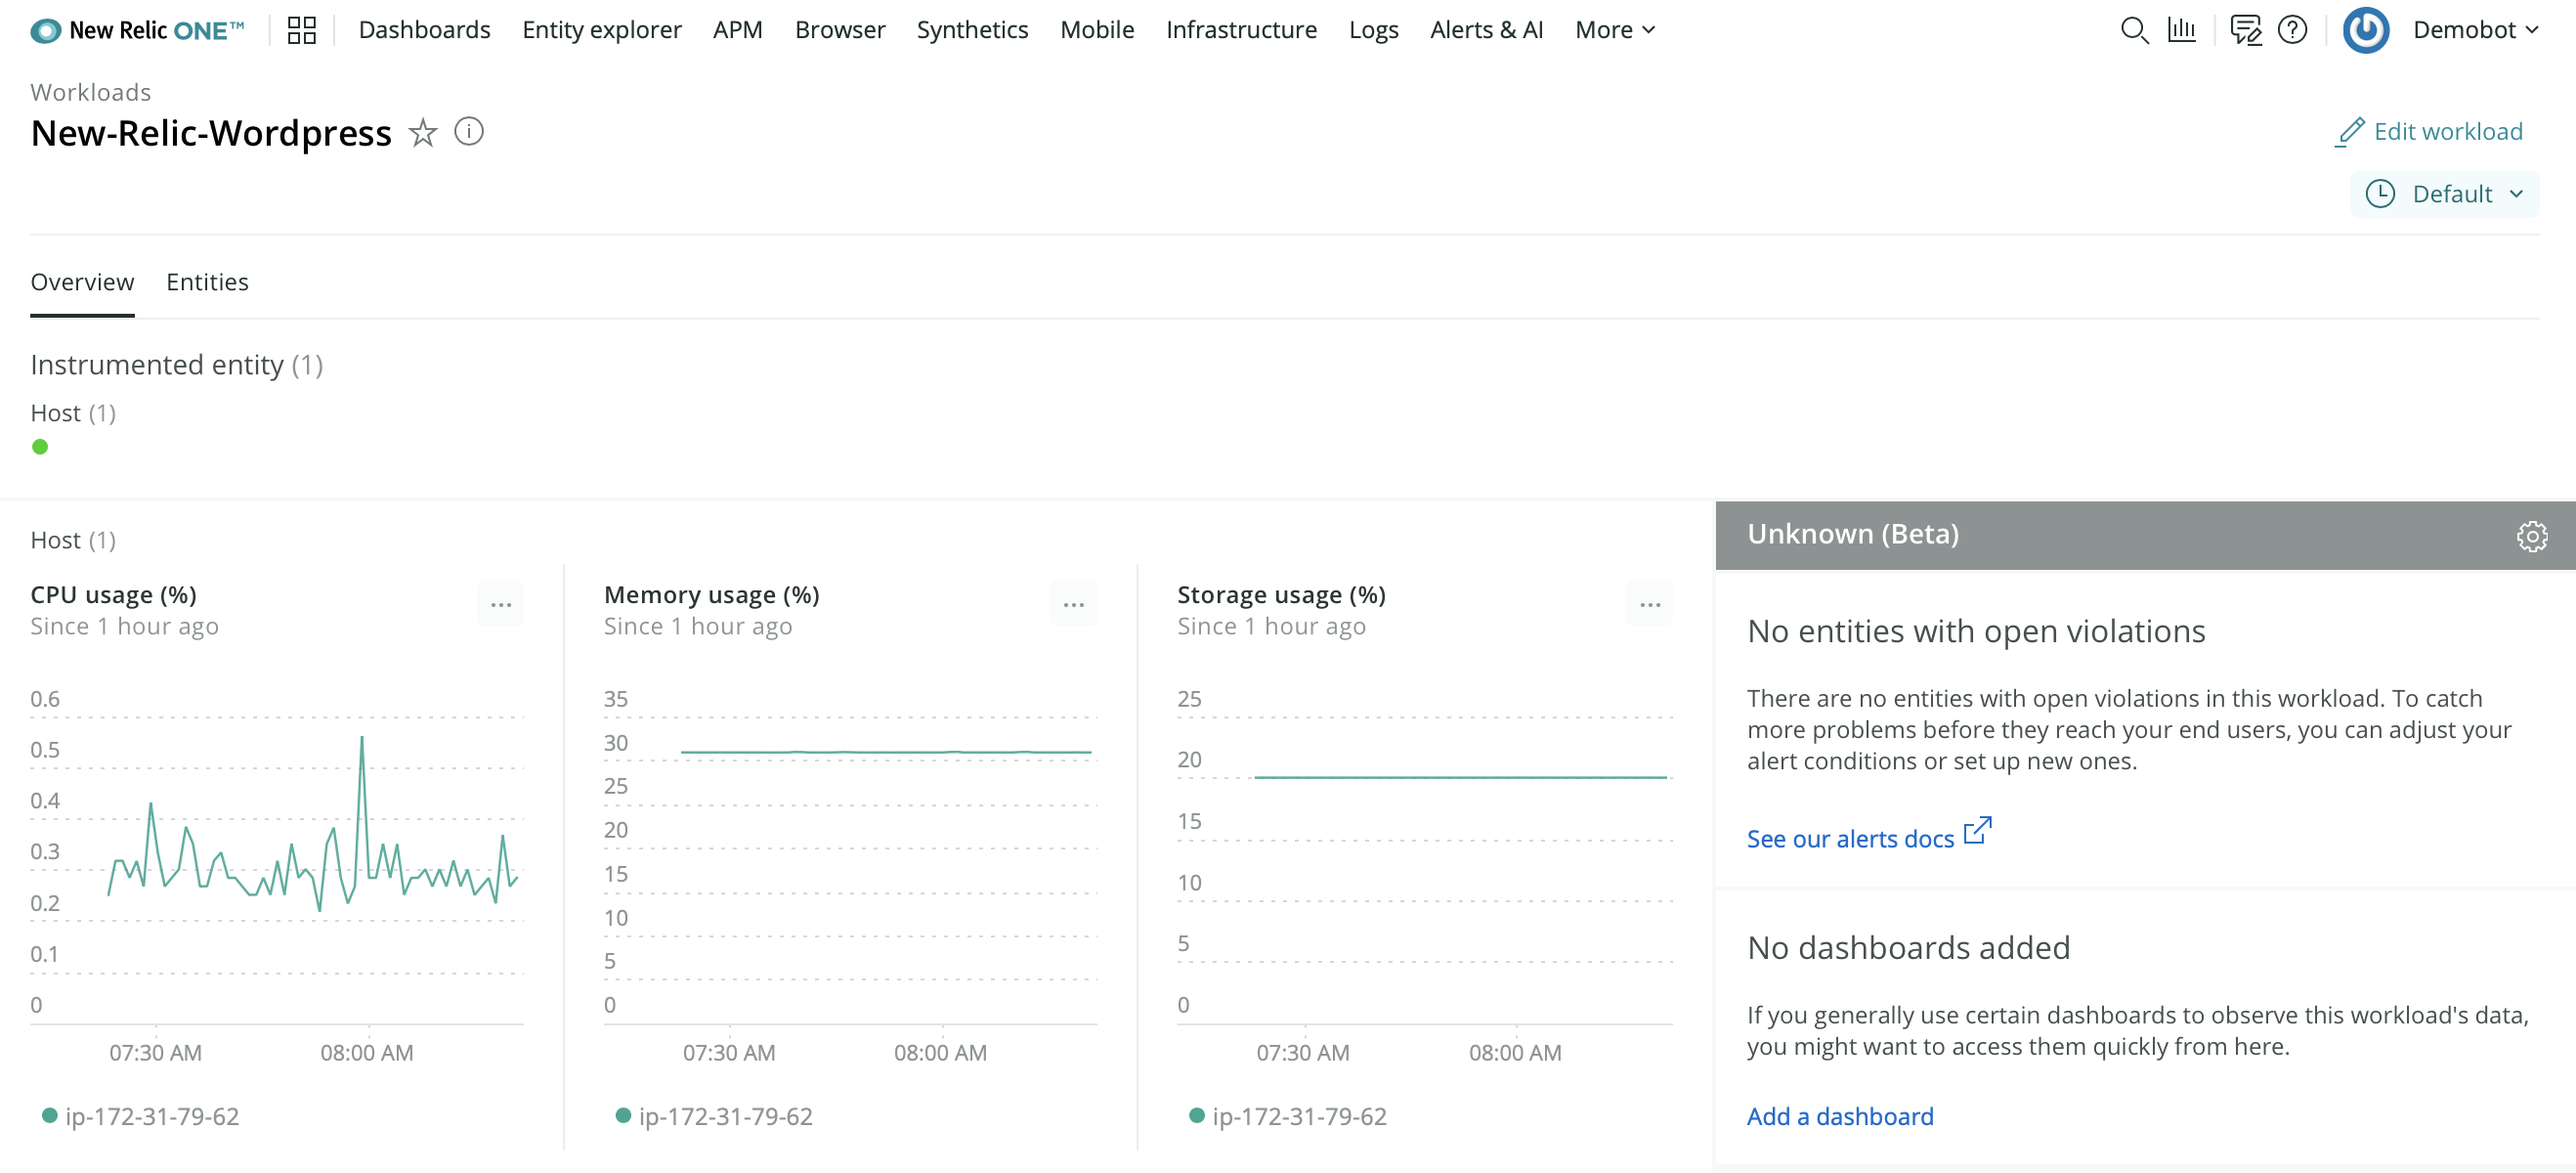 New Relic ONE™ Dashboards Entity explorer APM Browser Synthetics Mobile Infrastructure Logs Alerts & AI More Demobot
Workloads
New-Relic-Wordpress
Edit workload
Default
Overview Entities
Instrumented entity (1)
Host (1)
Host (1)
CPU usage (%)
Since 1 hour ago
0.6
0.5
0.4
0.3
0.2
0.1
0
07:30 AM 08:00 AM
ip-172-31-79-62
Memory usage (%)
Since 1 hour ago
35
30
25
20
15
10
5
0
07:30 AM 08:00 AM
ip-172-31-79-62
Storage usage (%)
Since 1 hour ago
25
20
15
10
5
0
07:30 AM 08:00 AM
ip-172-31-79-62
Unknown (Beta)
No entities with open violations
There are no entities with open violations in this workload. To catch
more problems before they reach your end users, you can adjust your
alert conditions or set up new ones.
See our alerts docs
No dashboards added
If you generally use certain dashboards to observe this workload's data,
you might want to access them quickly from here.
Add a dashboard